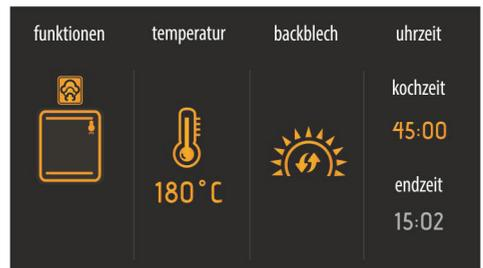 funktionen
temperatur
backblech
uhrzeit
kochzeit
45:00
180°C
endzeit
15:02